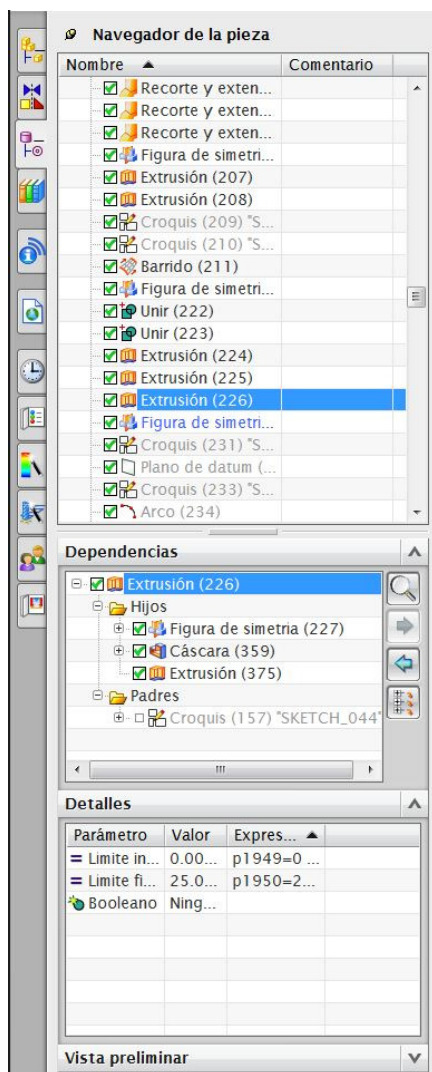 Navegador de la pieza
Nombre Comentario
Recorte y exten...
Recorte y exten...
Recorte y exten...
Figura de simetri...
Extrusión (207)
Extrusión (208)
Croquis (209) "S...
Croquis (210) "S...
Barrido (211)
Figura de simetri...
Unir (222)
Unir (223)
Extrusión (224)
Extrusión (225)
Extrusión (226)
Figura de simetri...
Croquis (231) "S...
Plano de datum (...
Croquis (233) "S...
Arco (234)
Dependencias
Extrusión (226)
Hijos
Figura de simetria (227)
Cáscara (359)
Extrusión (375)
Padres
Croquis (157) "SKETCH_044"
Detalles
Parámetro Valor Expres...
Limite in... 0.00... p1949=0 ...
Limite fi... 25.0... p1950=2...
Booleano Ning...
Vista preliminar